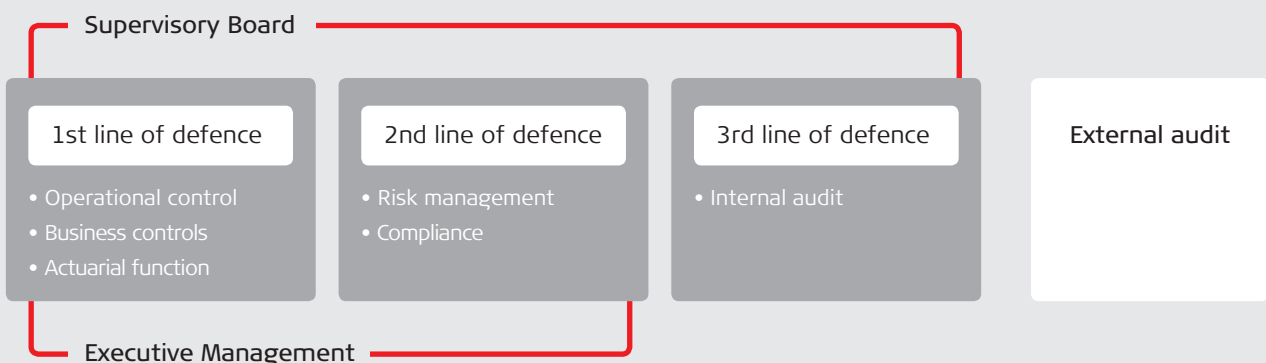 Supervisory Board
1st line of defence
• Operational control
• Business controls
• Actuarial function
2nd line of defence
• Risk management
• Compliance
3rd line of defence
• Internal audit
External audit
Executive Management